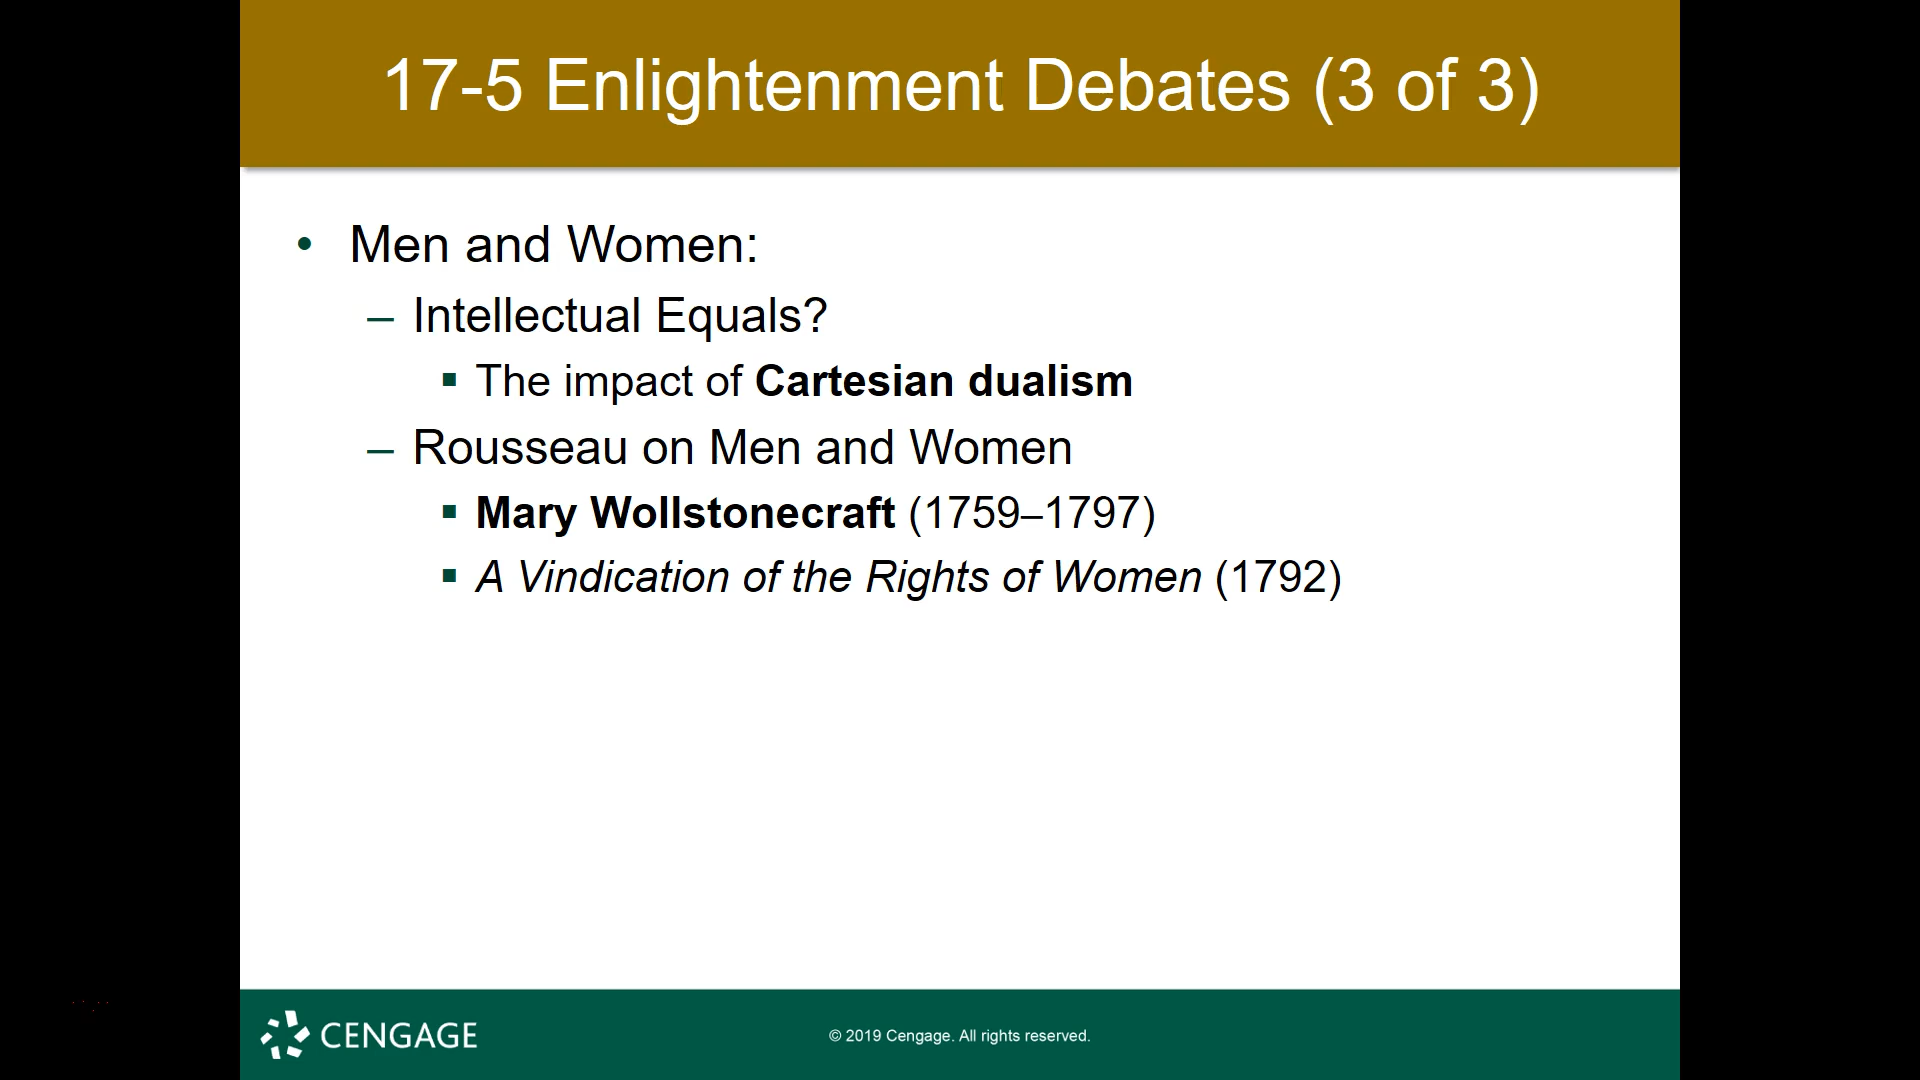 17-5 Enlightenment Debates (3 of 3)
• Men and Women:
– Intellectual Equals?
▪ The impact of Cartesian dualism
– Rousseau on Men and Women
▪ Mary Wollstonecraft (1759–1797)
▪ A Vindication of the Rights of Women (1792)
CENGAGE
© 2019 Cengage. All rights reserved.